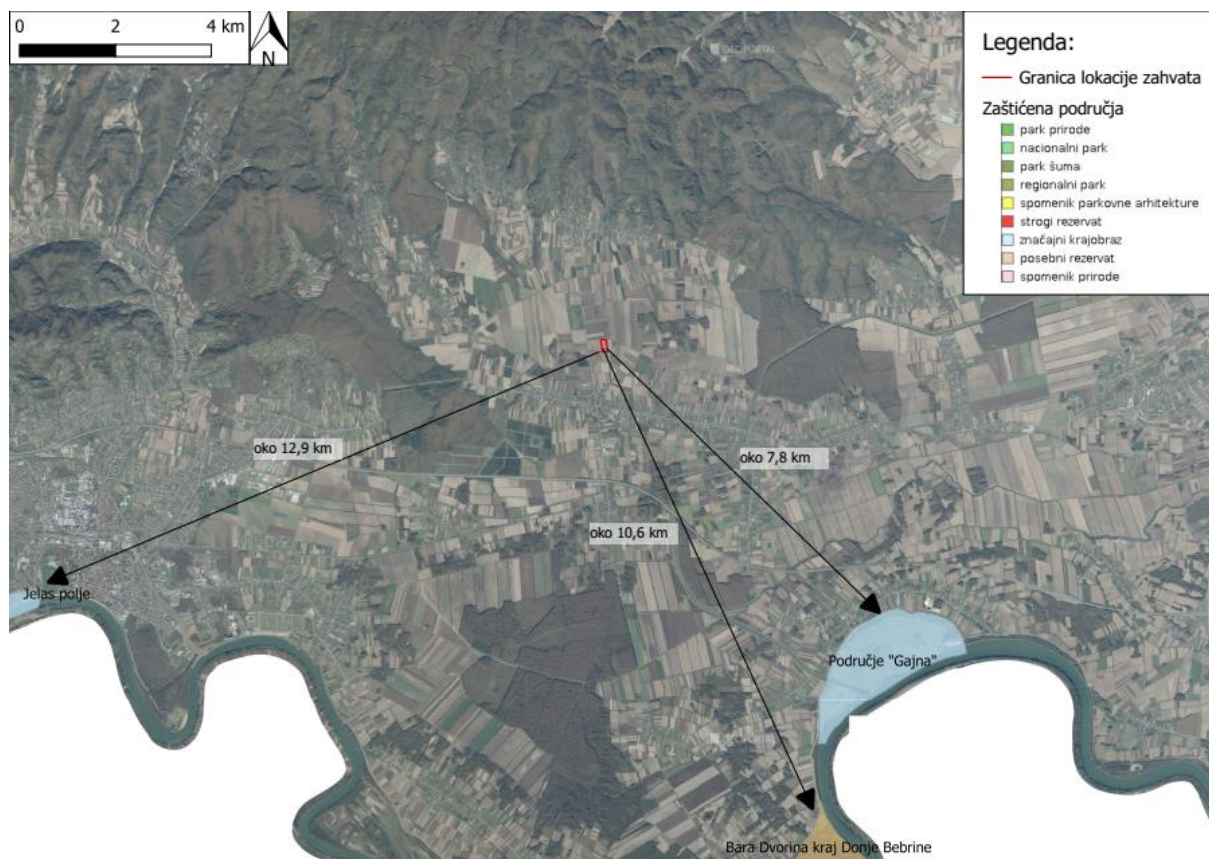 0 2 4 km
N
GEOPORTAL
Legenda:
Granica lokacije zahvata
Zaštićena područja
park prirode
nacionalni park
park šuma
regionalni park
spomenik parkovne arhitekture
strogi rezervat
značajni krajobraz
posebni rezervat
spomenik prirode
oko 12,9 km
oko 7,8 km
oko 10,6 km
Jelas polje
Područje "Gajna"
Bara Dvorina kraj Donje Bebrine